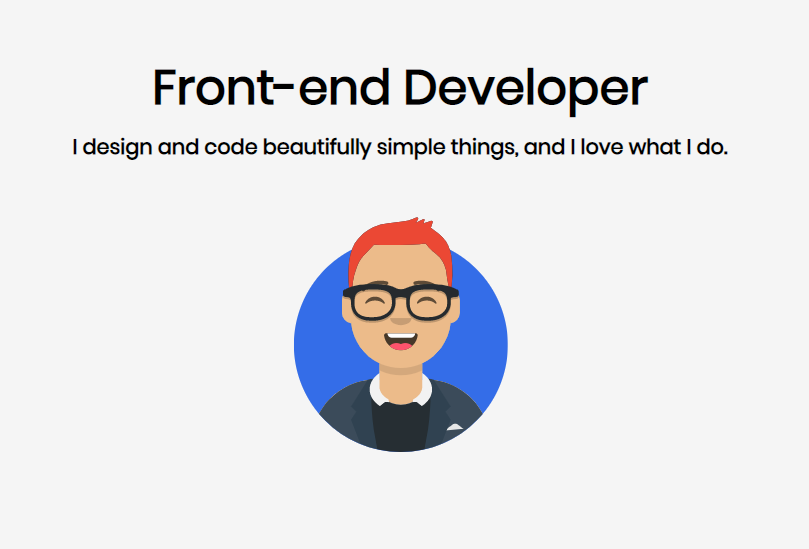 Front-end Developer
I design and code beautifully simple things, and I love what I do.